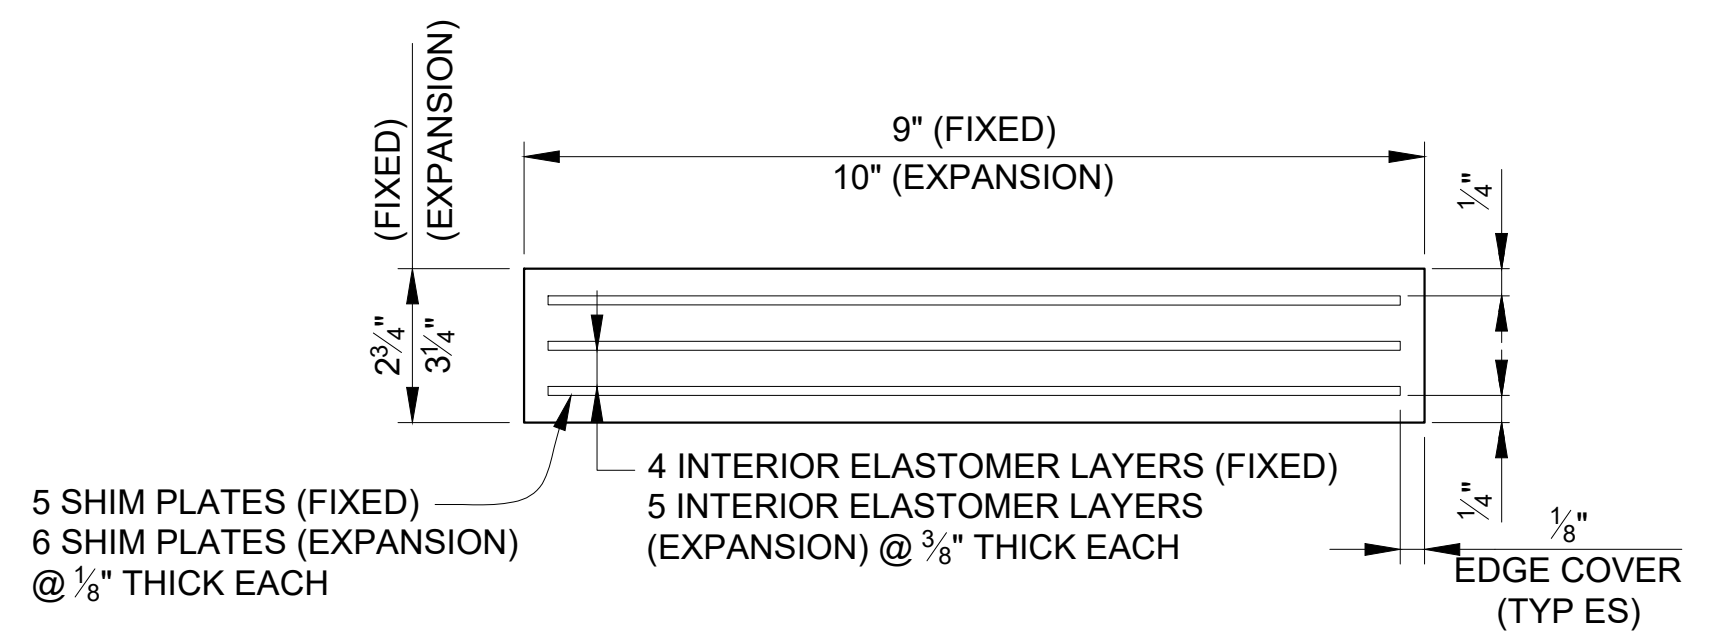 (FIXED)
(EXPANSION)
9" (FIXED)
10" (EXPANSION)
1/4"
2 3/4"
3 1/4"
4 INTERIOR ELASTOMER LAYERS (FIXED)
5 INTERIOR ELASTOMER LAYERS
(EXPANSION) @ 3/8" THICK EACH
5 SHIM PLATES (FIXED)
6 SHIM PLATES (EXPANSION)
@ 1/8" THICK EACH
1/4"
1/8"
EDGE COVER
(TYP ES)